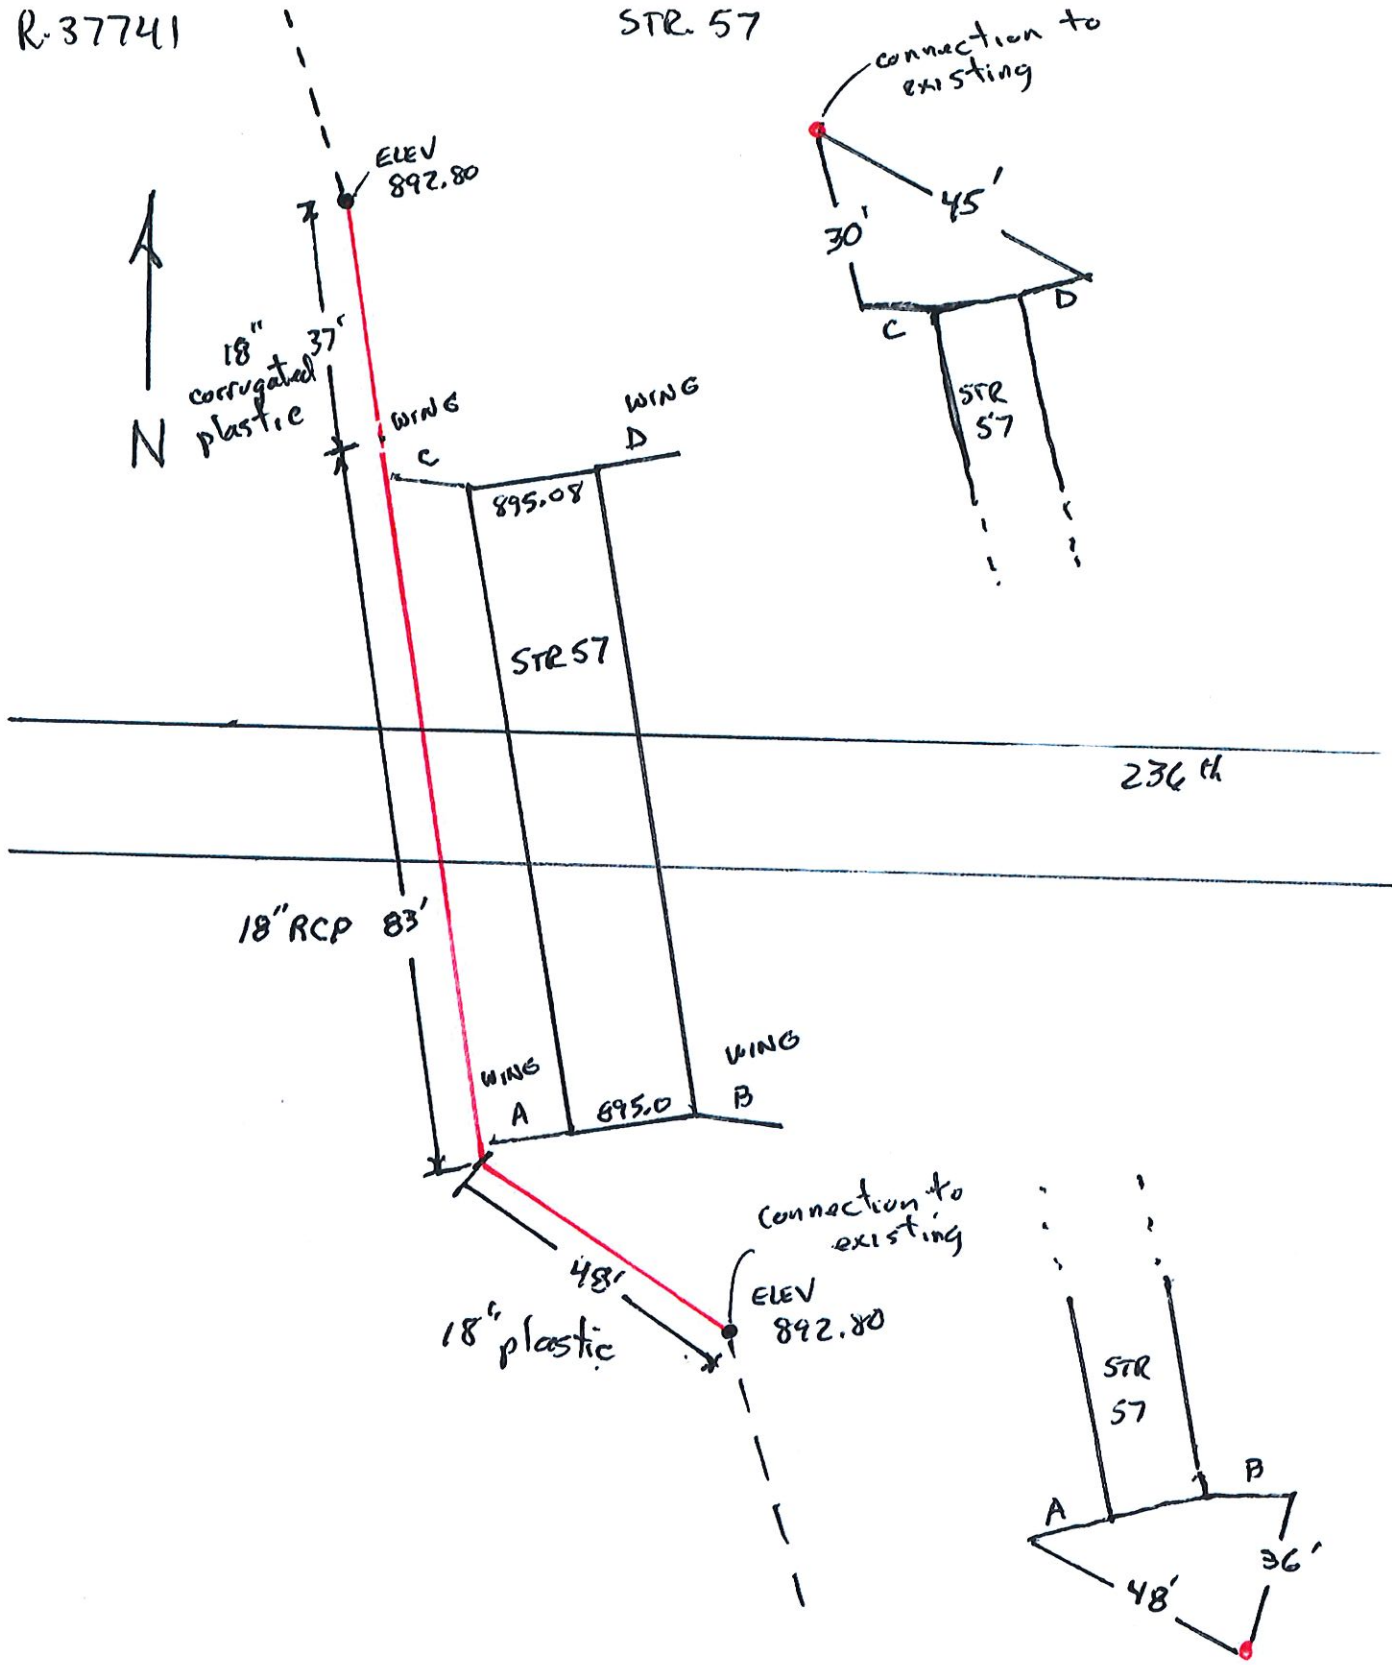 R-37741
STR. 57
connection to
existing
ELEV
892.80
45'
30'
C
D
STR
57
N
18"
corrugated
plastic
37'
WING
C
WING
D
895.08
STR 57
236th
18" RCP 83'
WING
A
895.0
WING
B
Connection to
existing
48'
ELEV
892.80
18" plastic
STR
57
A
B
36'
48'